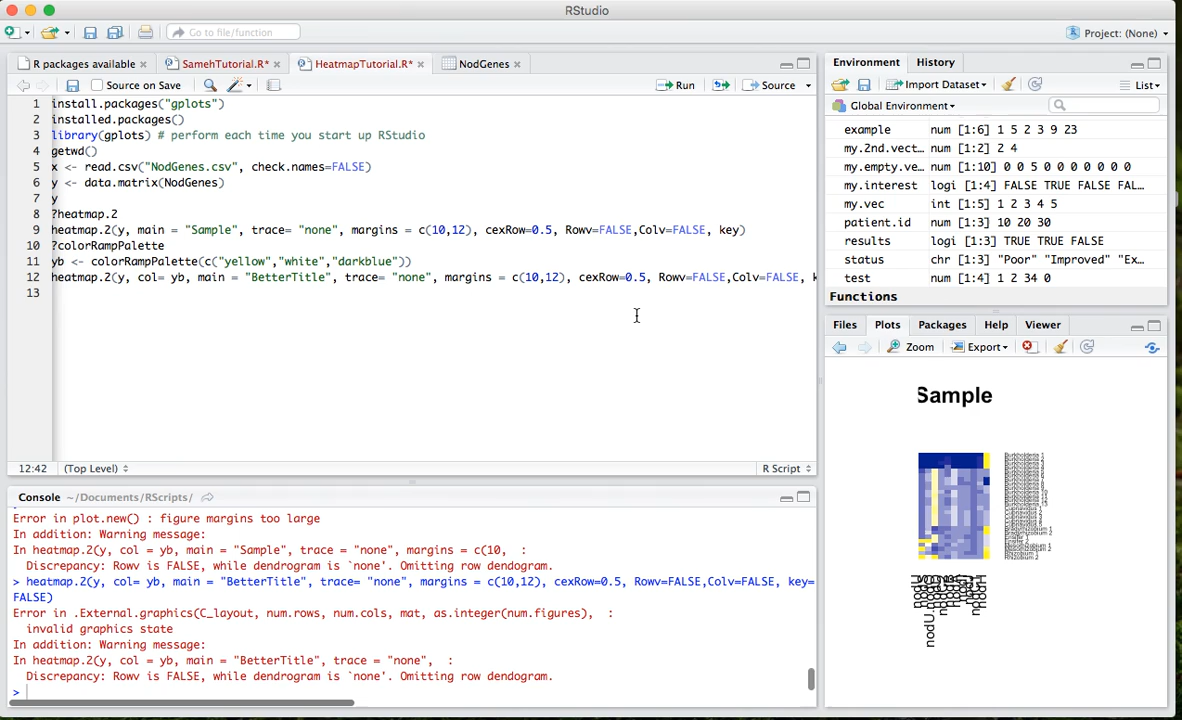 RStudio
Go to file/function
Project: (None)
R packages available
SamehTutorial.R*
HeatmapTutorial.R*
NodGenes
Source on Save
Run
Source
1 install.packages("gplots")
2 installed.packages()
3 library(gplots) # perform each time you start up RStudio
4 getwd()
5 x <- read.csv("NodGenes.csv", check.names=FALSE)
6 y <- data.matrix(NodGenes)
7 y
8 ?heatmap.2
9 heatmap.2(y, main = "Sample", trace= "none", margins = c(10,12), cexRow=0.5, Rowv=FALSE,Colv=FALSE, key)
10 ?colorRampPalette
11 yb <- colorRampPalette(c("yellow","white","darkblue"))
12 heatmap.2(y, col= yb, main = "BetterTitle", trace= "none", margins = c(10,12), cexRow=0.5, Rowv=FALSE,Colv=FALSE, k
13
12:42
(Top Level)
R Script
Console ~/Documents/RScripts/
Error in plot.new() : figure margins too large
In addition: Warning message:
In heatmap.2(y, col = yb, main = "Sample", trace = "none", margins = c(10,  :
Discrepancy: Rowv is FALSE, while dendrogram is `none'. Omitting row dendogram.
> heatmap.2(y, col= yb, main = "BetterTitle", trace= "none", margins = c(10,12), cexRow=0.5, Rowv=FALSE,Colv=FALSE, key=
FALSE)
Error in .External.graphics(C_layout, num.rows, num.cols, mat, as.integer(num.figures),  :
invalid graphics state
In addition: Warning message:
In heatmap.2(y, col = yb, main = "BetterTitle", trace = "none",  :
Discrepancy: Rowv is FALSE, while dendrogram is `none'. Omitting row dendogram.
>
Environment
History
Import Dataset
List
Global Environment
example num [1:6] 1 5 2 3 9 23
my.2nd.vect… num [1:2] 2 4
my.empty.ve… num [1:10] 0 0 5 0 0 0 0 0 0 0
my.interest logi [1:4] FALSE TRUE FALSE FAL…
my.vec int [1:5] 1 2 3 4 5
patient.id num [1:3] 10 20 30
results logi [1:3] TRUE TRUE FALSE
status chr [1:3] "Poor" "Improved" "Ex…
test num [1:4] 1 2 34 0
Functions
Files
Plots
Packages
Help
Viewer
Zoom
Export
Sample